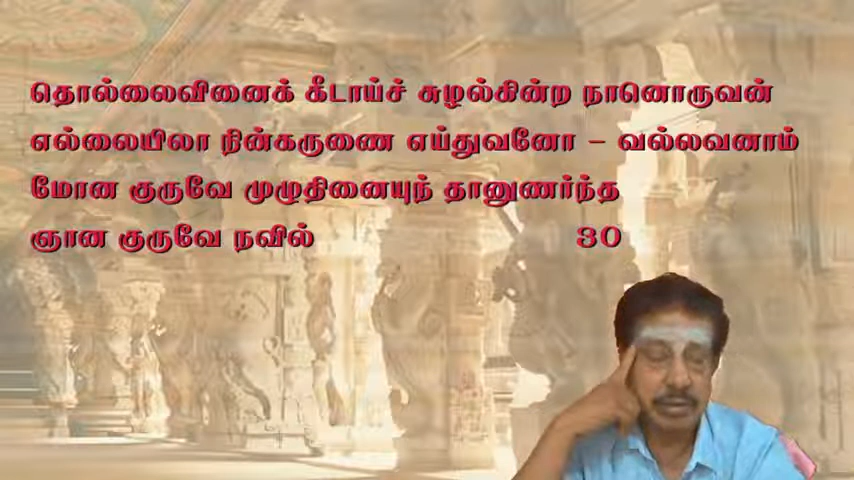 தொல்லைவினைக் கீடாய்ச் சுழல்கின்ற நானொருவன்
எல்லையிலா நின்கருணை எய்துவனோ – வல்லவனாம்
மோன குருவே முழுதினையுந் தானுணர்ந்த
ஞான குருவே நவில் 30